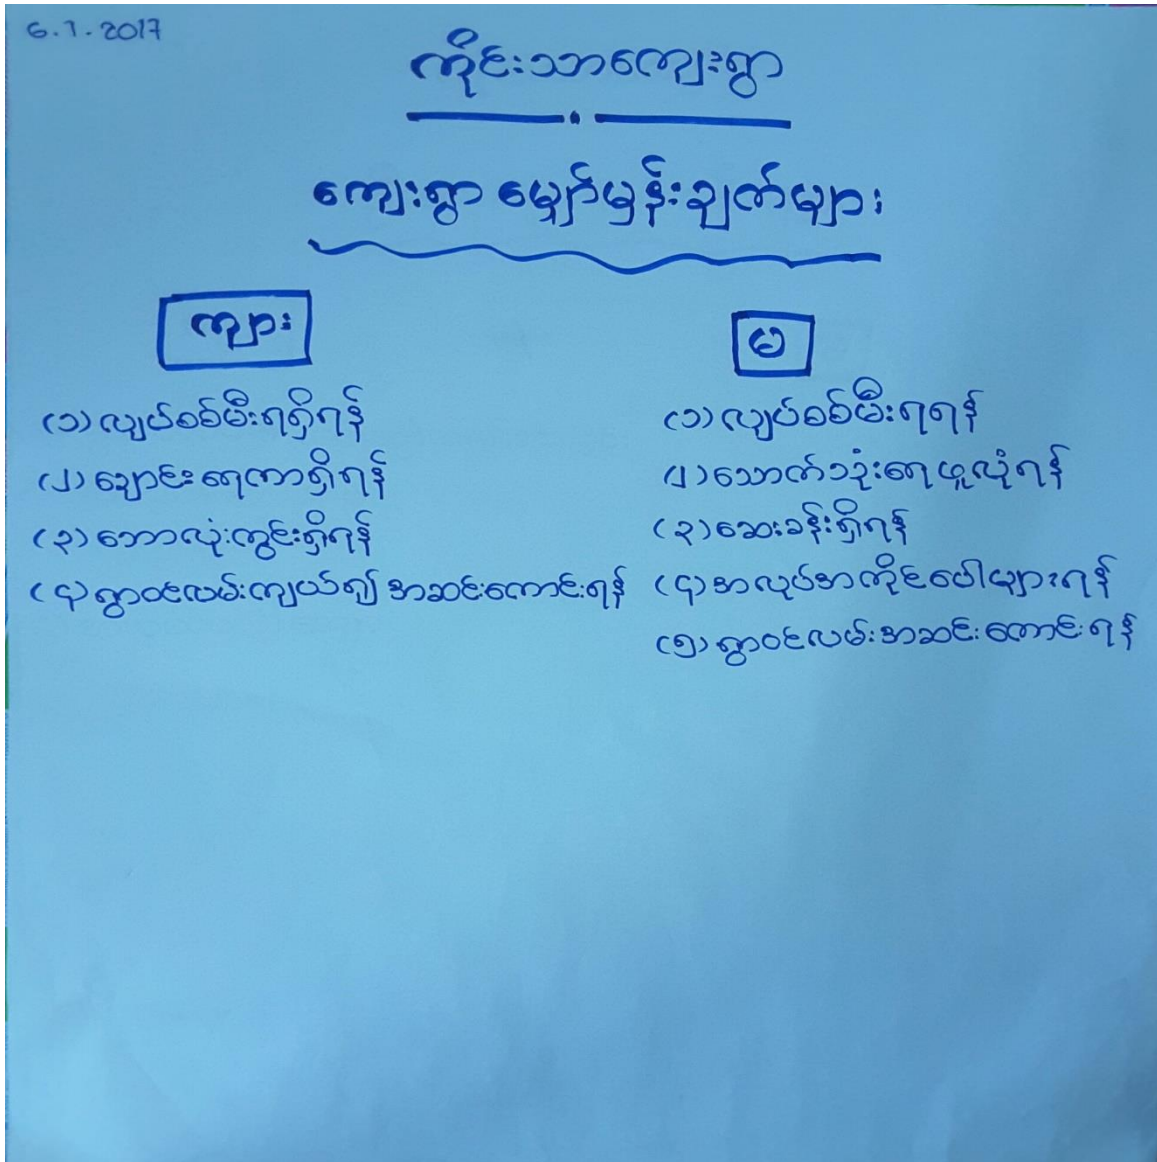 6.1.2017
ကိုင်းသာကျေးရွာ
ကျေးရွာ မျှော်မှန်းချက်များ
ကျား
(၁) လျှပ်စစ်မီးရရှိရန်
(၂) ချောင်းရေကာရှိရန်
(၃) ဘောလုံးကွင်းရှိရန်
(၄) ရွာဝင်လမ်းကျယ်၍ အဆင်းကောင်းရန်
မ
(၁) လျှပ်စစ်မီးရရန်
(၂) သောက်သုံးရေဖူလုံရန်
(၃) ဆေးခန်းရှိရန်
(၄) အလုပ်အကိုင်ပေါများရန်
(၅) ရွာဝင်လမ်းအဆင်းကောင်းရန်